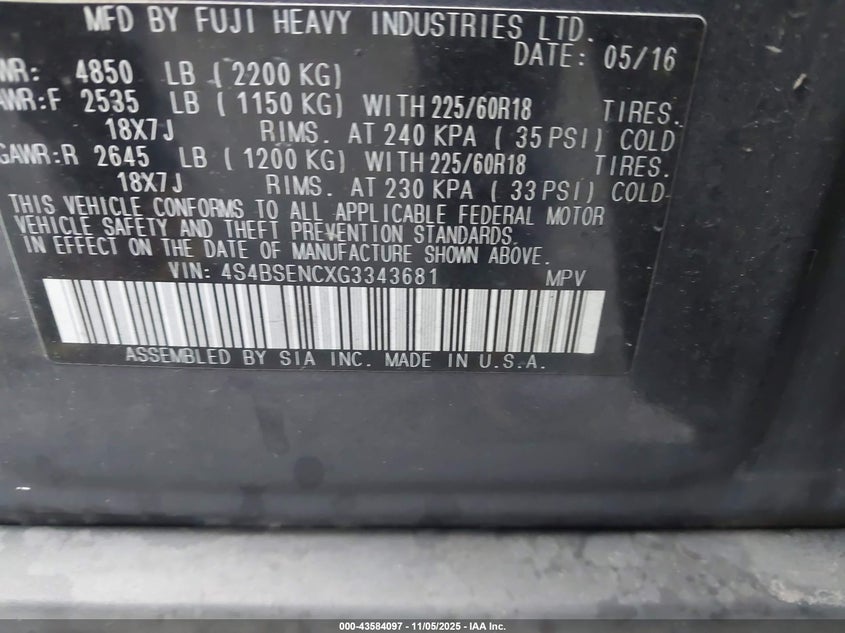 MFD BY FUJI HEAVY INDUSTRIES LTD.
DATE: 05/16
WR: 4850 LB (2200 KG)
AWR:F 2535 LB (1150 KG) WITH 225/60R18 TIRES.
18X7J RIMS. AT 240 KPA (35 PSI) COLD
GAWR:R 2645 LB (1200 KG) WITH 225/60R18 TIRES.
18X7J RIMS. AT 230 KPA (33 PSI) COLD
THIS VEHICLE CONFORMS TO ALL APPLICABLE FEDERAL MOTOR
VEHICLE SAFETY AND THEFT PREVENTION STANDARDS
IN EFFECT ON THE DATE OF MANUFACTURE SHOWN ABOVE.
VIN: 4S4BSENCXG3343681 MPV
ASSEMBLED BY SIA INC. MADE IN U.S.A.
000-43584097 - 11/05/2025 - IAA Inc.